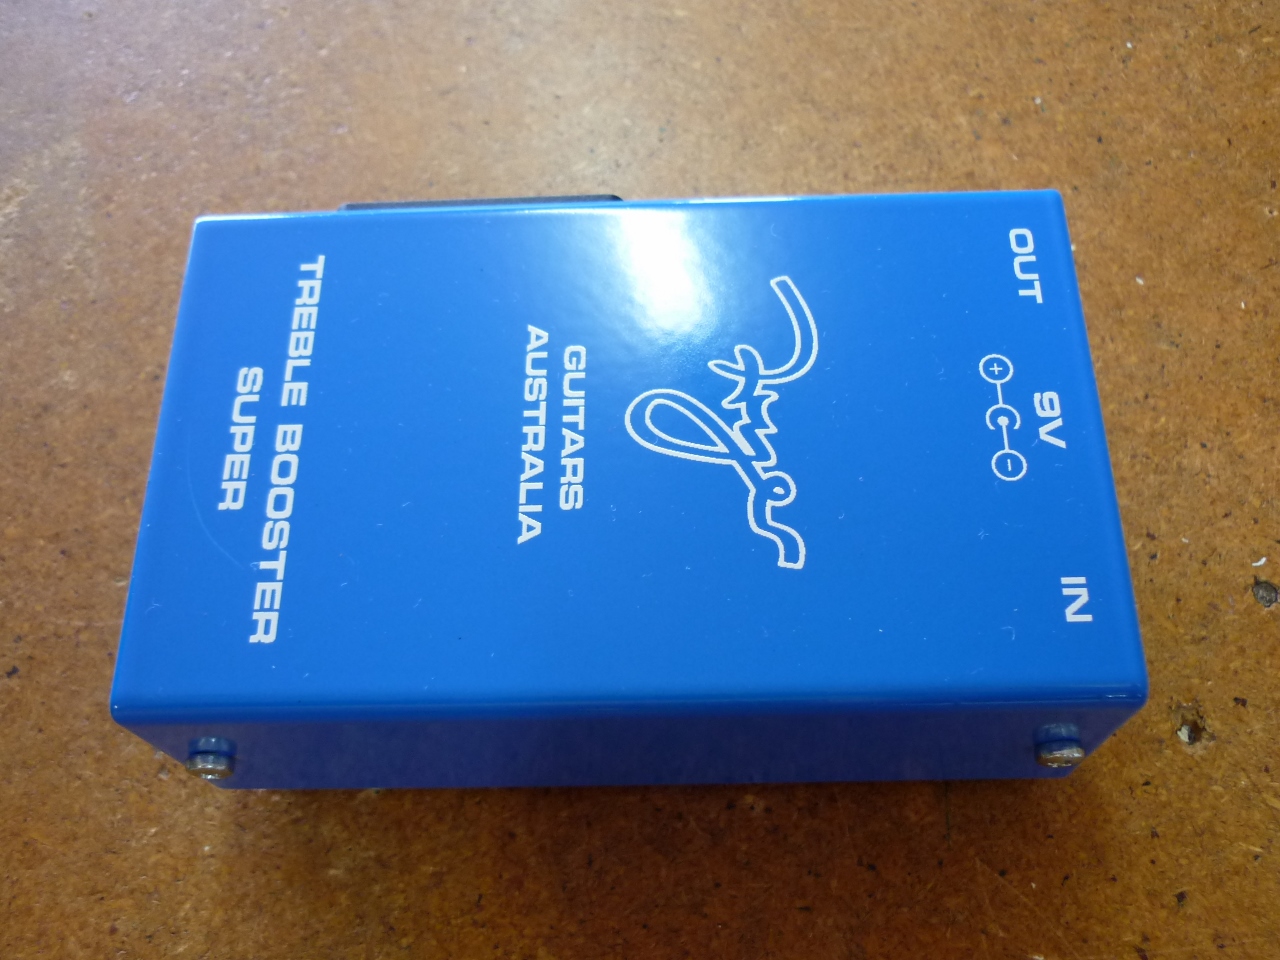 OUT 9V IN
+ -
GUITARS
AUSTRALIA
TREBLE BOOSTER
SUPER